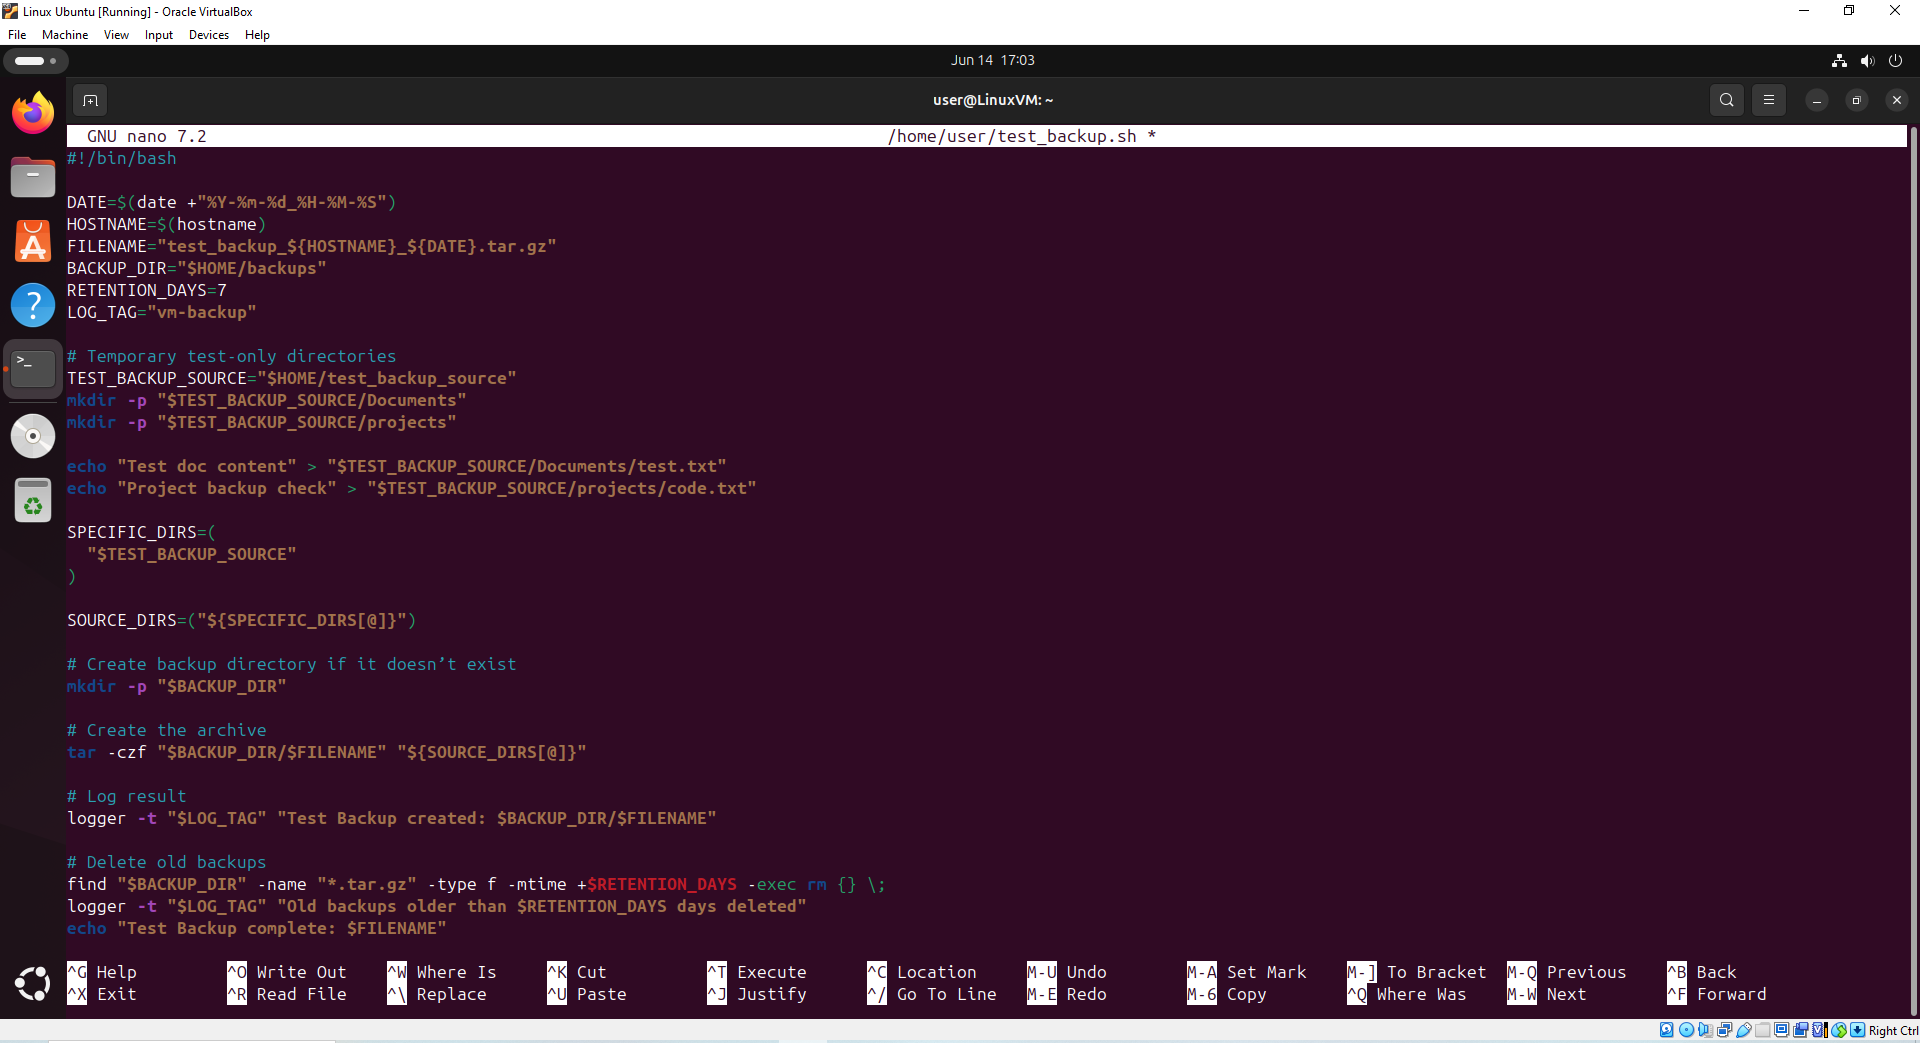 Linux Ubuntu [Running] - Oracle VirtualBox
File Machine View Input Devices Help
Jun 14 17:03
user@LinuxVM: ~
GNU nano 7.2 /home/user/test_backup.sh *
#!/bin/bash
DATE=$(date +"%Y-%m-%d_%H-%M-%S")
HOSTNAME=$(hostname)
FILENAME="test_backup_${HOSTNAME}_${DATE}.tar.gz"
BACKUP_DIR="$HOME/backups"
RETENTION_DAYS=7
LOG_TAG="vm-backup"
# Temporary test-only directories
TEST_BACKUP_SOURCE="$HOME/test_backup_source"
mkdir -p "$TEST_BACKUP_SOURCE/Documents"
mkdir -p "$TEST_BACKUP_SOURCE/projects"
echo "Test doc content" > "$TEST_BACKUP_SOURCE/Documents/test.txt"
echo "Project backup check" > "$TEST_BACKUP_SOURCE/projects/code.txt"
SPECIFIC_DIRS=(
"$TEST_BACKUP_SOURCE"
)
SOURCE_DIRS=("${SPECIFIC_DIRS[@]}")
# Create backup directory if it doesn’t exist
mkdir -p "$BACKUP_DIR"
# Create the archive
tar -czf "$BACKUP_DIR/$FILENAME" "${SOURCE_DIRS[@]}"
# Log result
logger -t "$LOG_TAG" "Test Backup created: $BACKUP_DIR/$FILENAME"
# Delete old backups
find "$BACKUP_DIR" -name "*.tar.gz" -type f -mtime +$RETENTION_DAYS -exec rm {} \;
logger -t "$LOG_TAG" "Old backups older than $RETENTION_DAYS days deleted"
echo "Test Backup complete: $FILENAME"
^G Help ^O Write Out ^W Where Is ^K Cut ^T Execute ^C Location M-U Undo M-A Set Mark M-] To Bracket M-Q Previous ^B Back
^X Exit ^R Read File ^\ Replace ^U Paste ^J Justify ^/ Go To Line M-E Redo M-6 Copy ^Q Where Was M-W Next ^F Forward
Right Ctrl